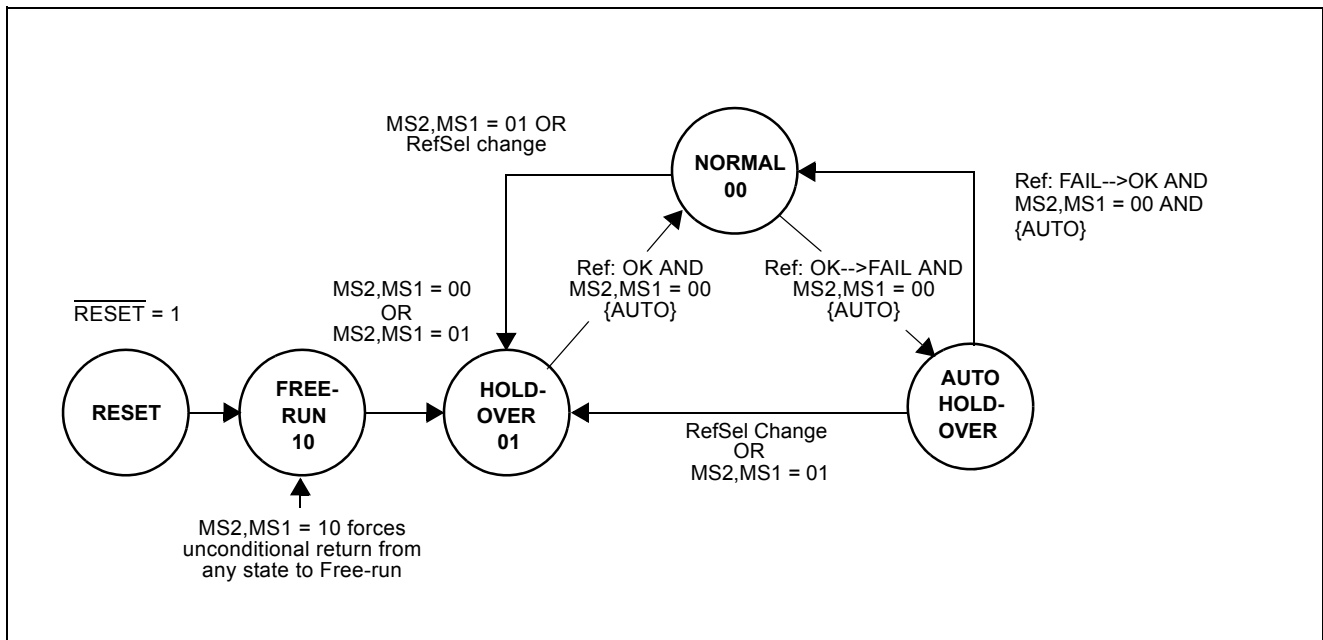 MS2,MS1 = 01 OR
RefSel change
NORMAL
00
Ref: FAIL-->OK AND
MS2,MS1 = 00 AND
{AUTO}
Ref: OK AND
MS2,MS1 = 00
{AUTO}
Ref: OK-->FAIL AND
MS2,MS1 = 00
{AUTO}
MS2,MS1 = 00
OR
MS2,MS1 = 01
RESET = 1
RESET
FREE-
RUN
10
HOLD-
OVER
01
AUTO
HOLD-
OVER
RefSel Change
OR
MS2,MS1 = 01
MS2,MS1 = 10 forces
unconditional return from
any state to Free-run